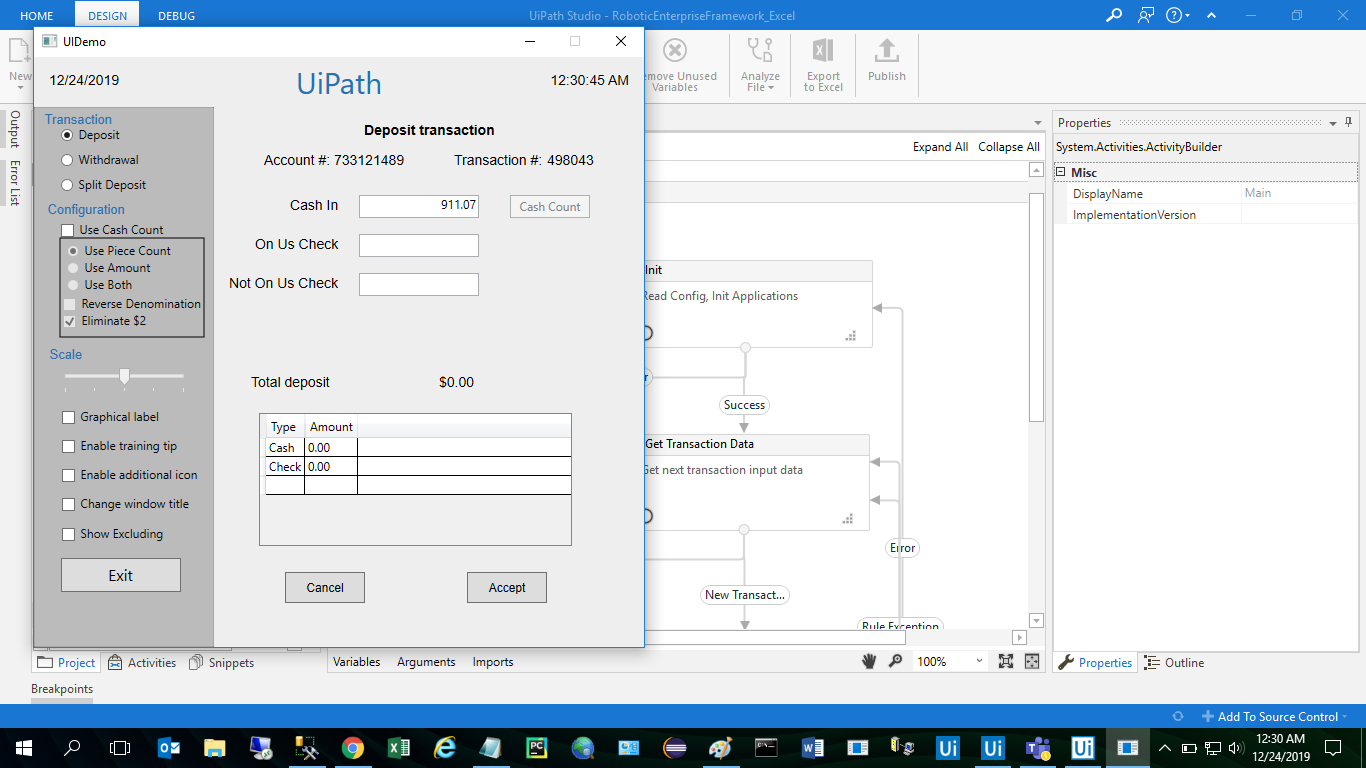 HOME DESIGN DEBUG UiPath Studio - RoboticEnterpriseFramework_Excel
UIDemo
New
move Unused Variables
Analyze File
Export to Excel
Publish
12/24/2019 UiPath 12:30:45 AM
Output
Error List
Transaction
Deposit
Withdrawal
Split Deposit
Configuration
Use Cash Count
Use Piece Count
Use Amount
Use Both
Reverse Denomination
Eliminate $2
Scale
Graphical label
Enable training tip
Enable additional icon
Change window title
Show Excluding
Exit
Deposit transaction
Account #: 733121489 Transaction #: 498043
Cash In 911.07 Cash Count
On Us Check
Not On Us Check
Total deposit $0.00
Type Amount
Cash 0.00
Check 0.00
Cancel Accept
Expand All Collapse All
Init
Read Config, Init Applications
Success
Get Transaction Data
Get next transaction input data
Error
New Transact...
Rule Exception
Properties
System.Activities.ActivityBuilder
Misc
DisplayName Main
ImplementationVersion
Project Activities Snippets
Variables Arguments Imports 100%
Properties Outline
Breakpoints
Add To Source Control
12:30 AM
12/24/2019